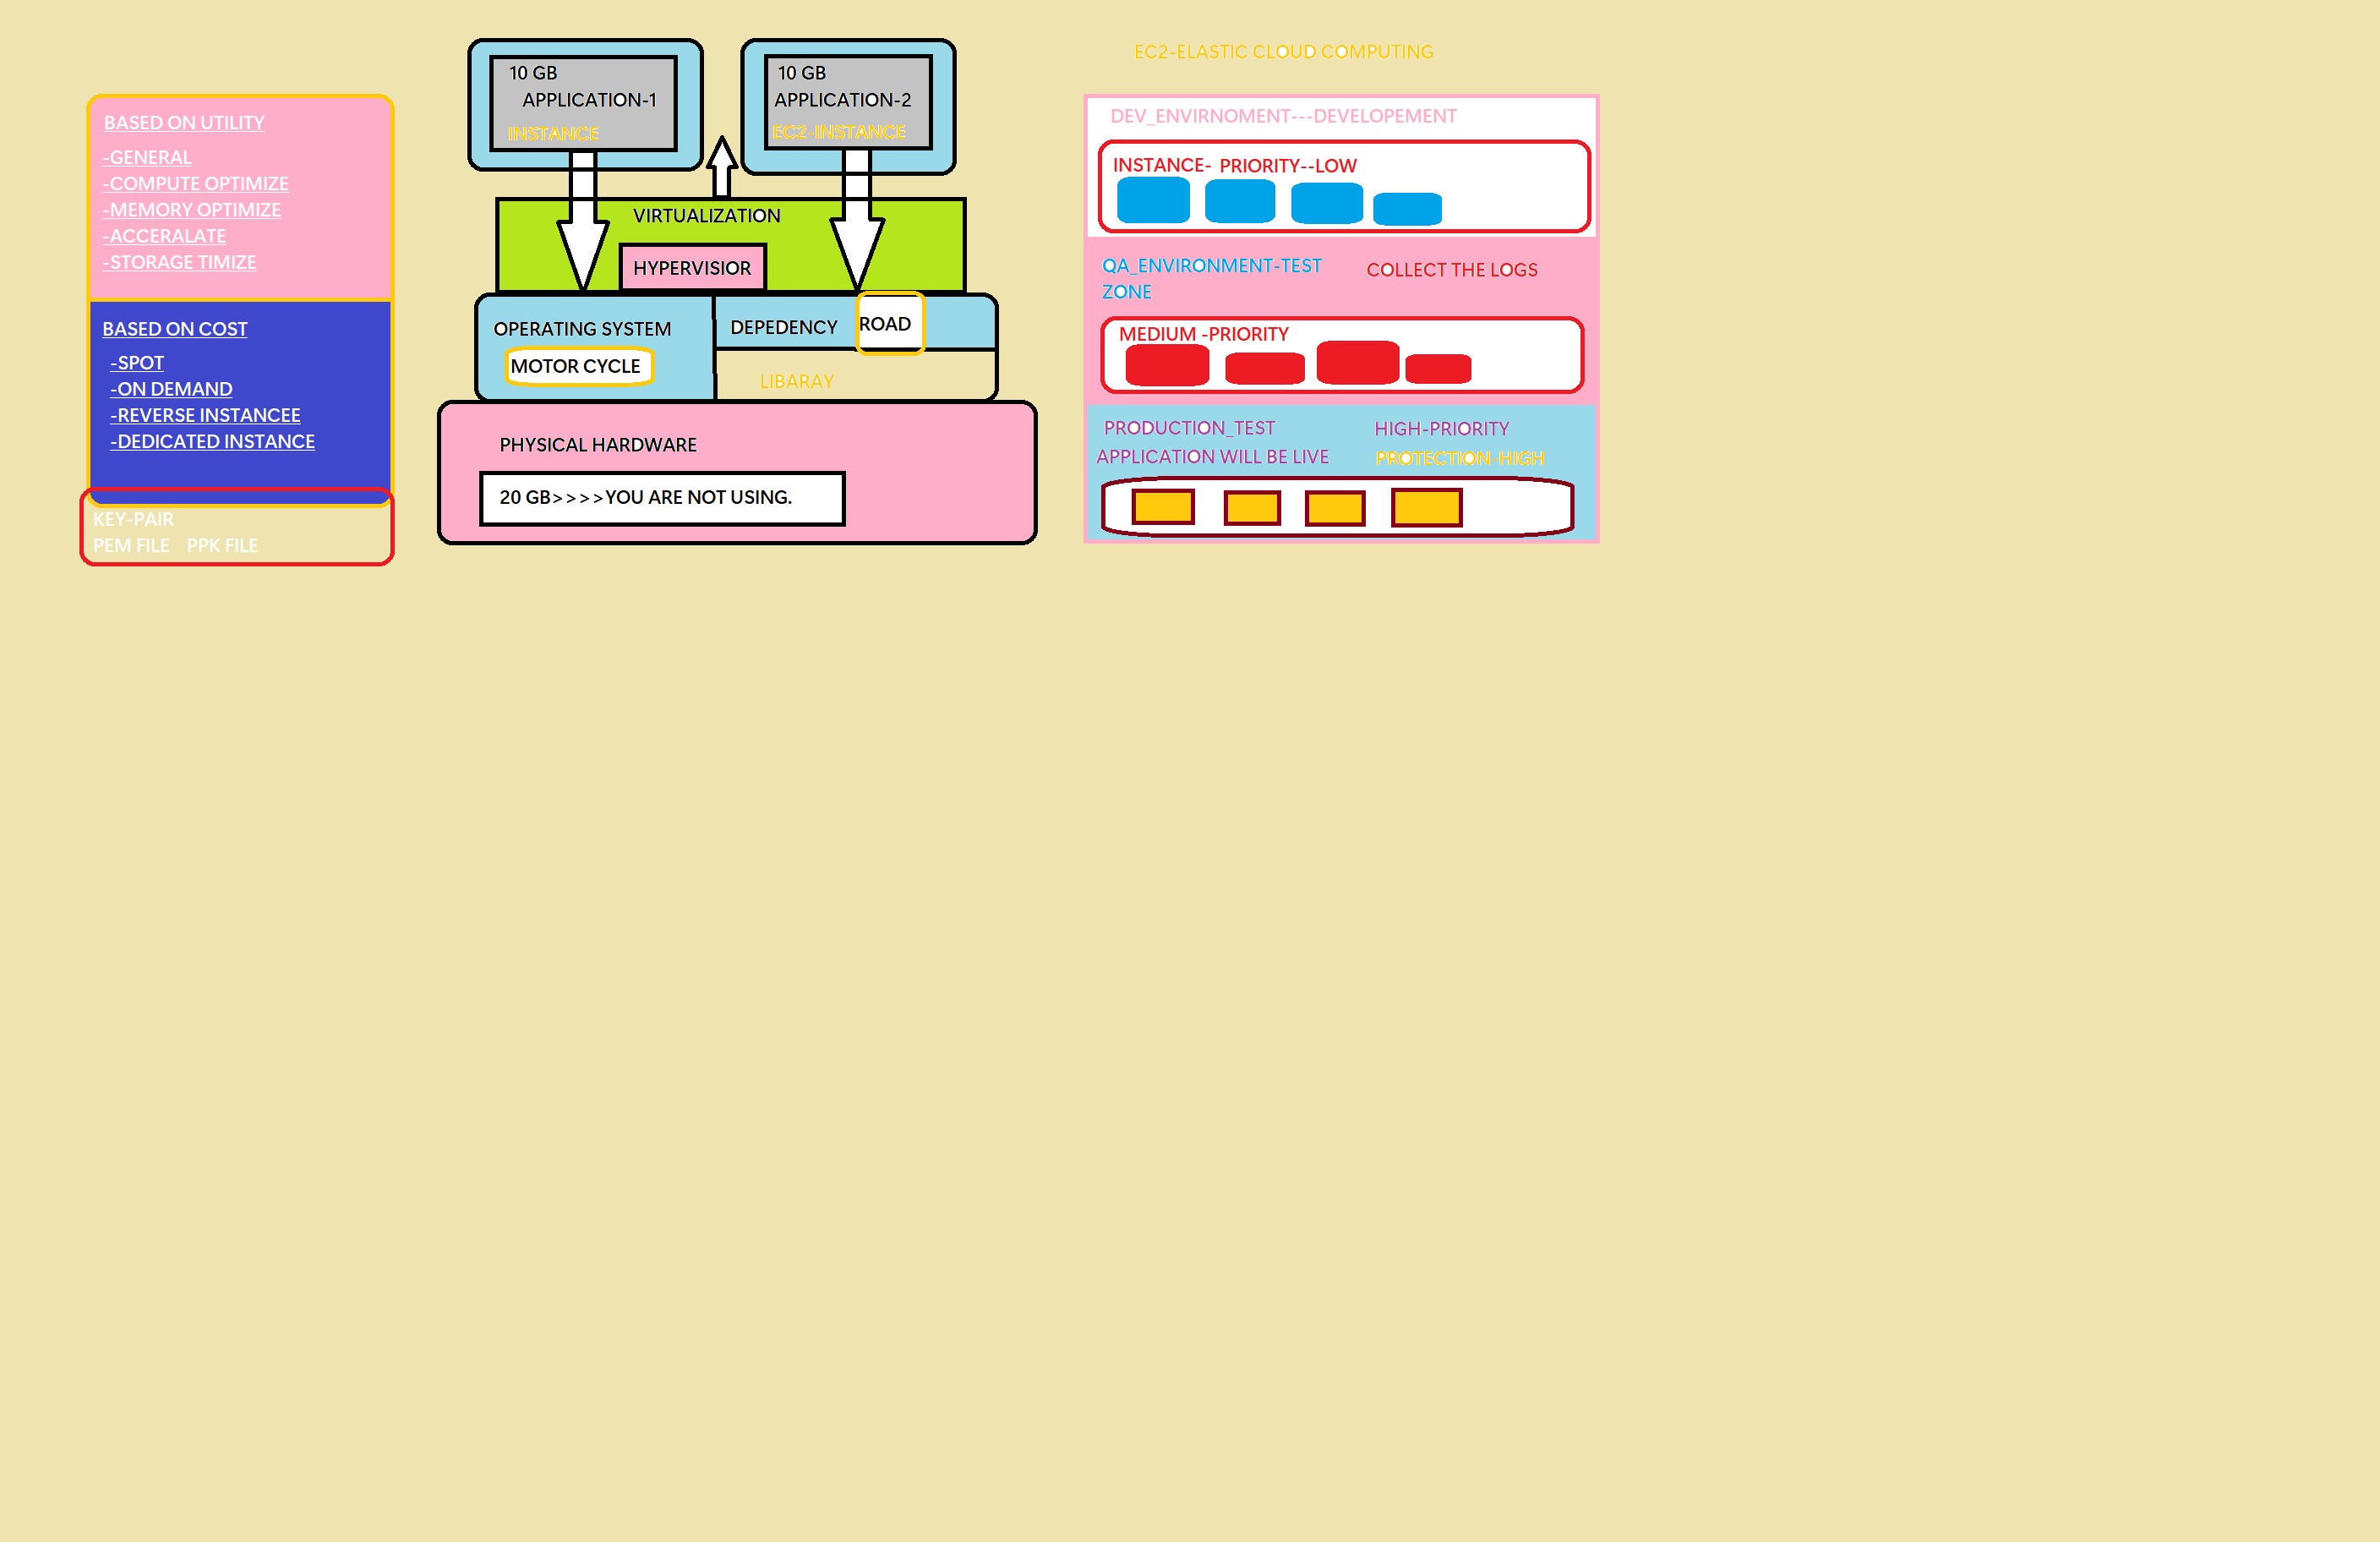 BASED ON UTILITY
-GENERAL
-COMPUTE OPTIMIZE
-MEMORY OPTIMIZE
-ACCERALATE
-STORAGE TIMIZE
BASED ON COST
-SPOT
-ON DEMAND
-REVERSE INSTANCEE
-DEDICATED INSTANCE
KEY-PAIR
PEM FILE PPK FILE
10 GB
APPLICATION-1
INSTANCE
10 GB
APPLICATION-2
EC2-INSTANCE
VIRTUALIZATION
HYPERVISIOR
OPERATING SYSTEM
MOTOR CYCLE
DEPEDENCY
ROAD
LIBARAY
PHYSICAL HARDWARE
20 GB>>>>YOU ARE NOT USING.
EC2-ELASTIC CLOUD COMPUTING
DEV_ENVIRNOMENT---DEVELOPEMENT
INSTANCE- PRIORITY--LOW
QA_ENVIRONMENT-TEST
ZONE
COLLECT THE LOGS
MEDIUM -PRIORITY
PRODUCTION_TEST
HIGH-PRIORITY
APPLICATION WILL BE LIVE
PROTECTION-HIGH